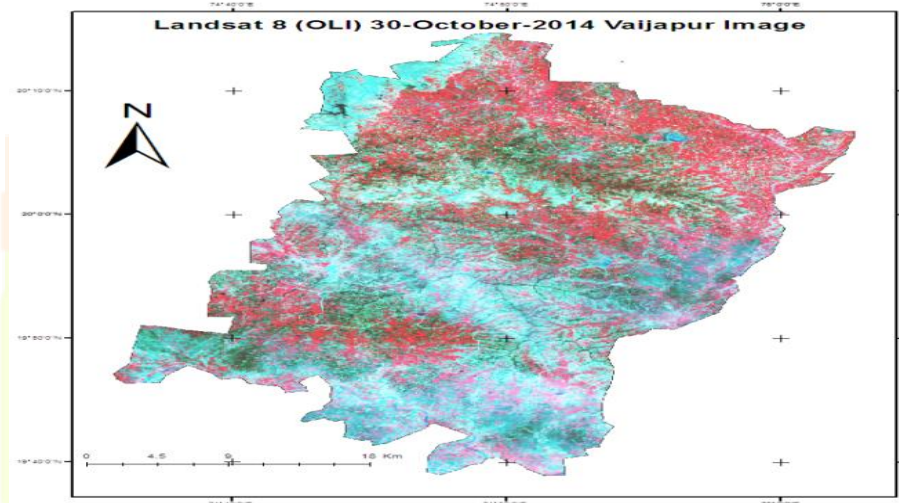 74°40'0"E 74°50'0"E 75°0'0"E
Landsat 8 (OLI) 30-October-2014 Vaijapur Image
20°10'0"N
N
20°0'0"N
19°50'0"N
0 4.5 9 18 Km
19°40'0"N